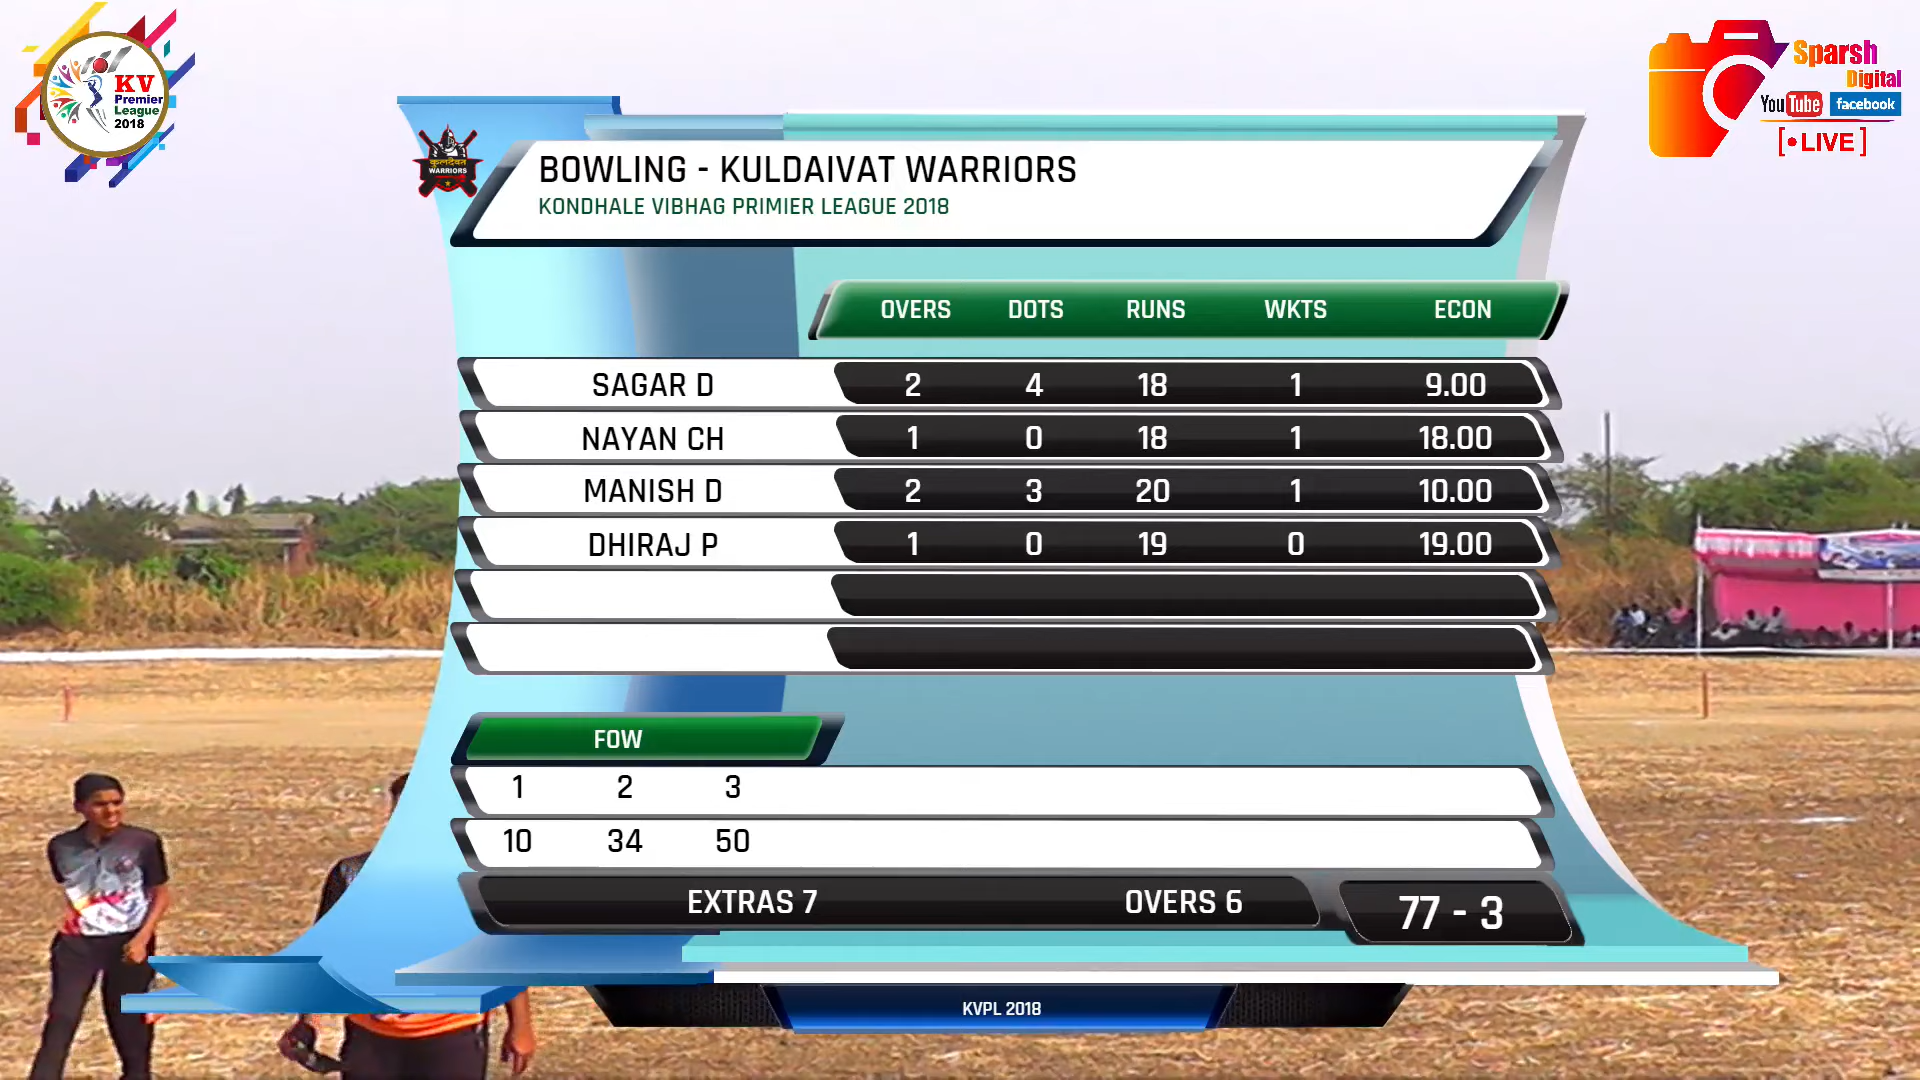 KV
Premier
League
2018
Sparsh
Digital
YouTube facebook
[•LIVE]
कुलदैवत
WARRIORS
BOWLING - KULDAIVAT WARRIORS
KONDHALE VIBHAG PRIMIER LEAGUE 2018
OVERS DOTS RUNS WKTS ECON
SAGAR D 2 4 18 1 9.00
NAYAN CH 1 0 18 1 18.00
MANISH D 2 3 20 1 10.00
DHIRAJ P 1 0 19 0 19.00
FOW
1 2 3
10 34 50
EXTRAS 7 OVERS 6 77 - 3
KVPL 2018